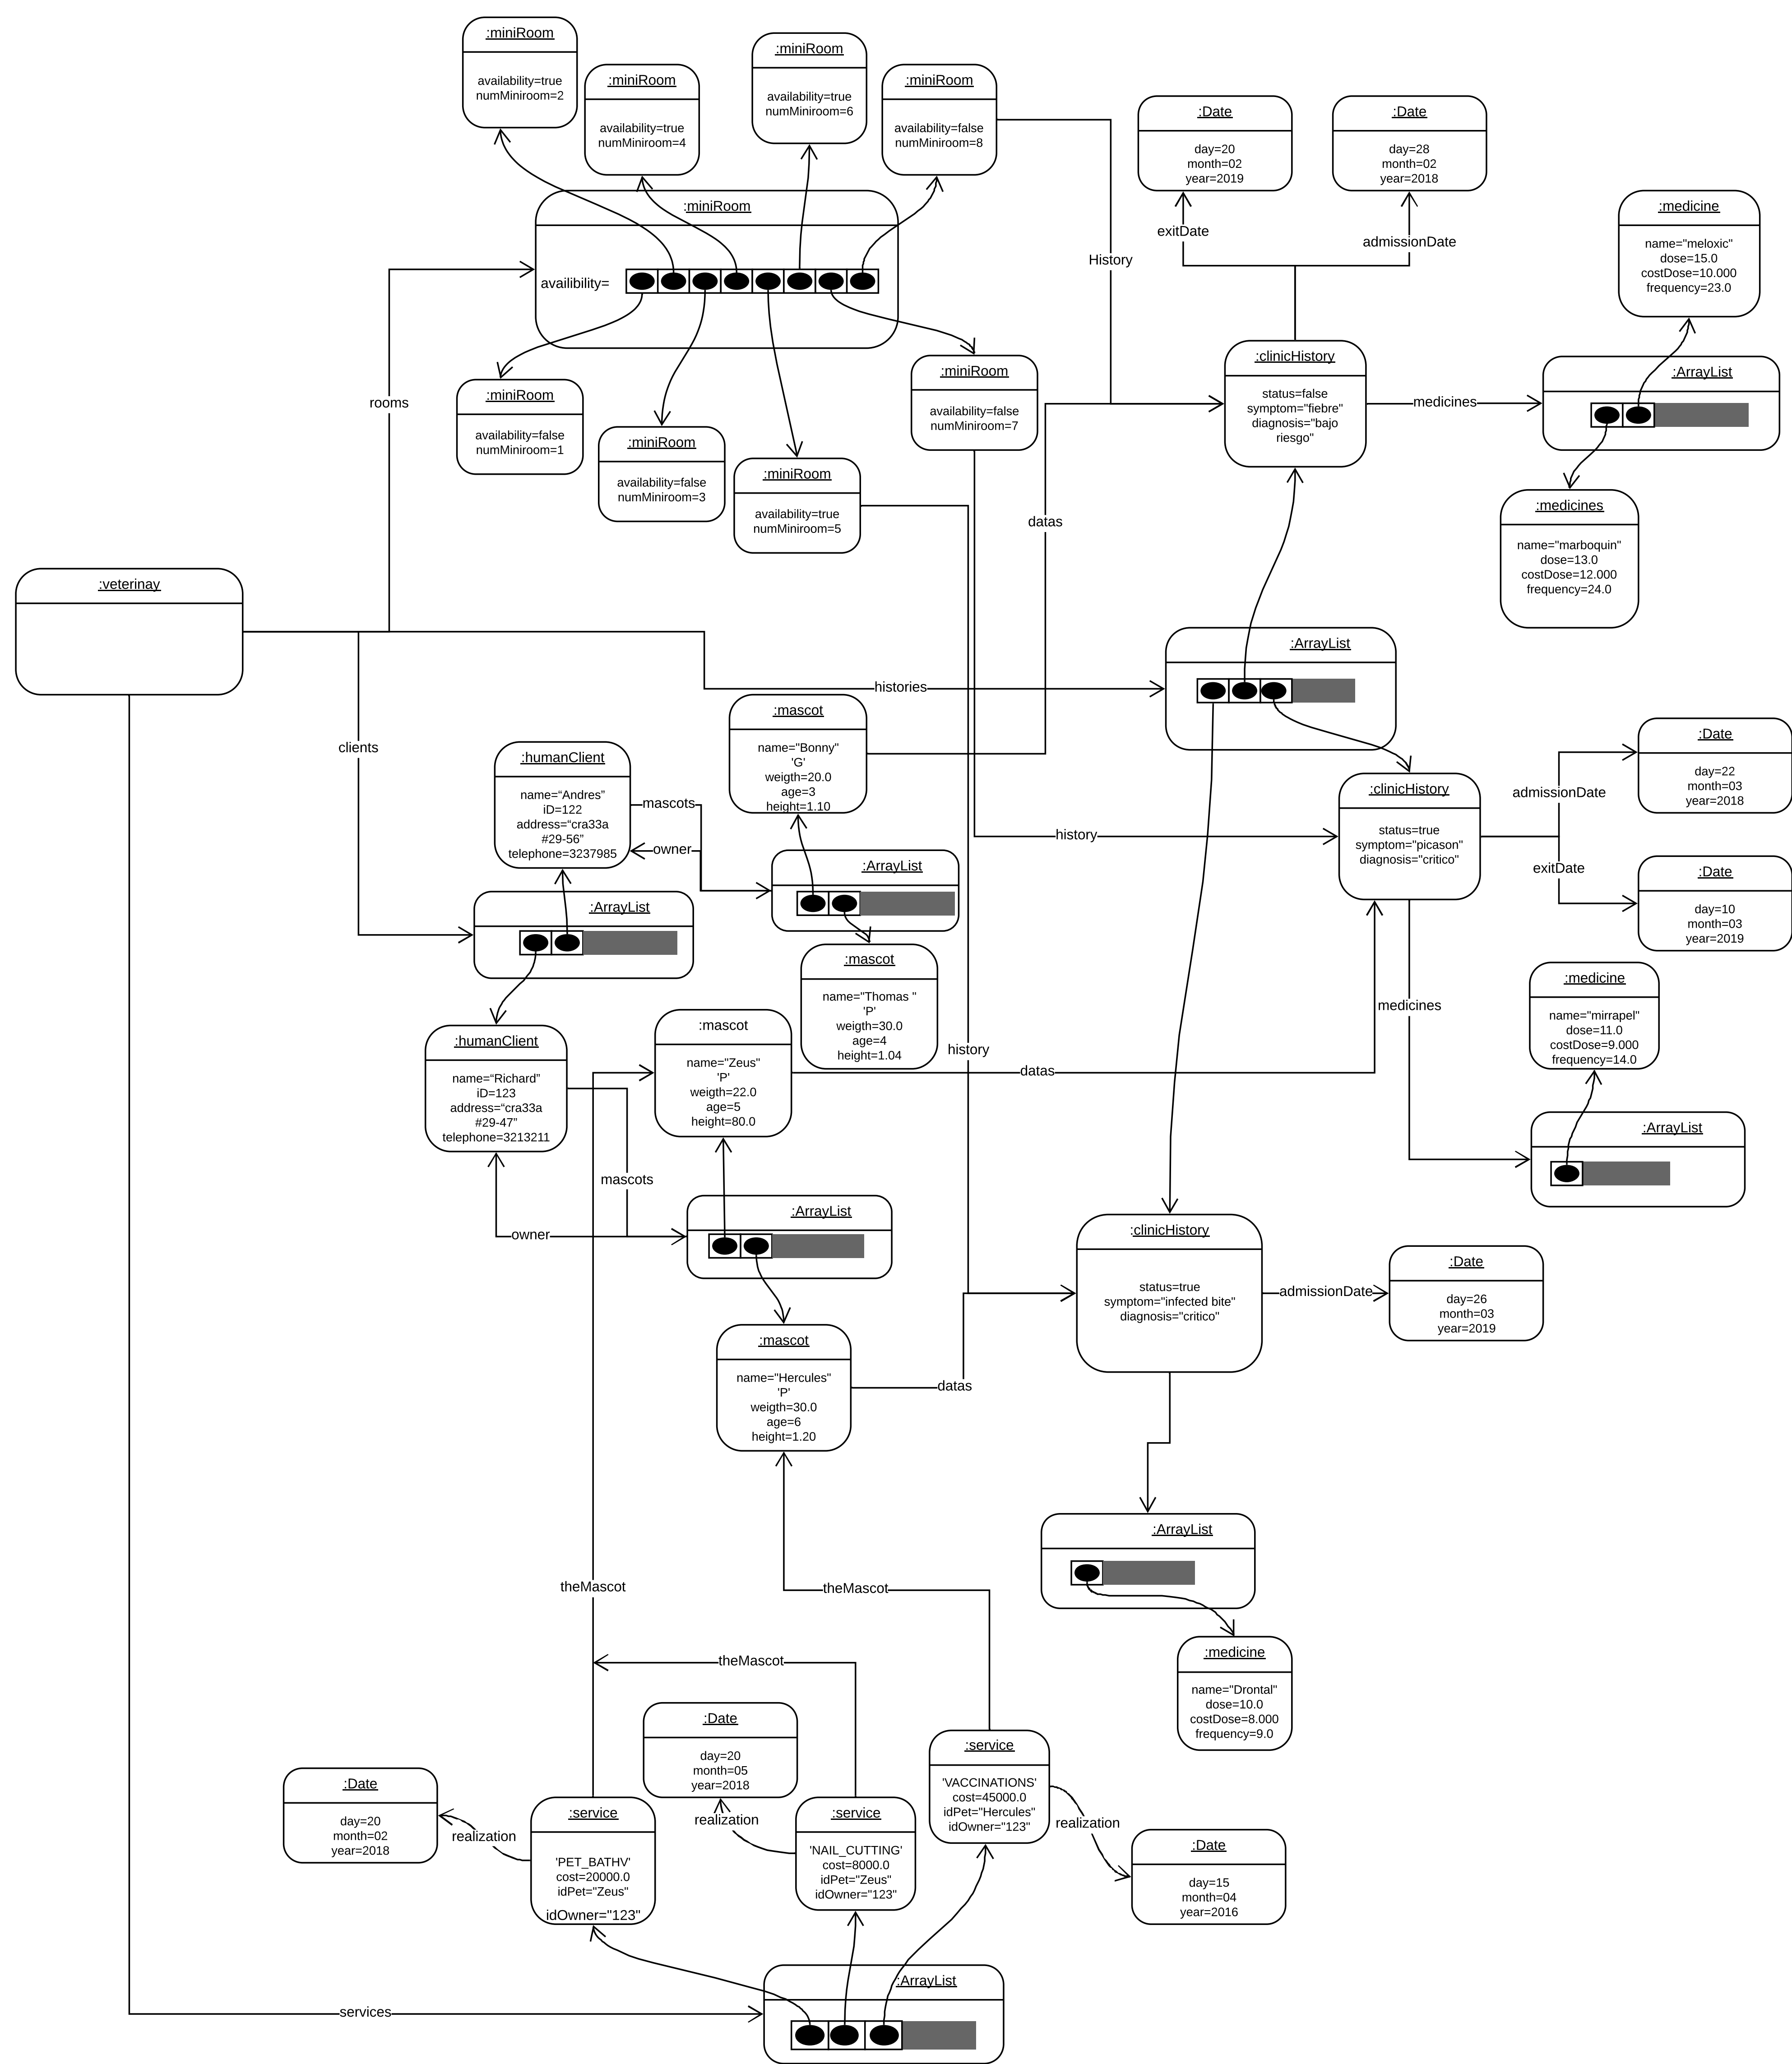 :miniRoom
availability=true
numMiniroom=2
:miniRoom
availability=true
numMiniroom=4
:miniRoom
availability=true
numMiniroom=6
:miniRoom
availability=false
numMiniroom=8
:Date
day=20
month=02
year=2019
:Date
day=28
month=02
year=2018
exitDate
admissionDate
History
:medicine
name="meloxic"
dose=15.0
costDose=10.000
frequency=23.0
:miniRoom
availibility=
rooms
:miniRoom
availability=false
numMiniroom=1
:miniRoom
availability=false
numMiniroom=3
:miniRoom
availability=true
numMiniroom=5
:miniRoom
availability=false
numMiniroom=7
:clinicHistory
status=false
symptom="fiebre"
diagnosis="bajo
riesgo"
medicines
:ArrayList
:medicines
name="marboquin"
dose=13.0
costDose=12.000
frequency=24.0
datas
:veterinay
histories
:ArrayList
clients
:humanClient
name=“Andres”
iD=122
address=“cra33a
#29-56”
telephone=3237985
mascots
owner
:mascot
name="Bonny"
'G'
weigth=20.0
age=3
height=1.10
:ArrayList
:mascot
name="Thomas "
'P'
weigth=30.0
age=4
height=1.04
history
:clinicHistory
status=true
symptom="picason"
diagnosis="critico"
admissionDate
exitDate
:Date
day=22
month=03
year=2018
:Date
day=10
month=03
year=2019
:ArrayList
:humanClient
name=“Richard”
iD=123
address=“cra33a
#29-47”
telephone=3213211
:mascot
name="Zeus"
'P'
weigth=22.0
age=5
height=80.0
history
datas
medicines
:medicine
name="mirrapel"
dose=11.0
costDose=9.000
frequency=14.0
:ArrayList
mascots
owner
:ArrayList
:clinicHistory
status=true
symptom="infected bite"
diagnosis="critico"
admissionDate
:Date
day=26
month=03
year=2019
:mascot
name="Hercules"
'P'
weigth=30.0
age=6
height=1.20
datas
:ArrayList
:medicine
name="Drontal"
dose=10.0
costDose=8.000
frequency=9.0
theMascot
theMascot
theMascot
:Date
day=20
month=05
year=2018
:Date
day=20
month=02
year=2018
realization
:service
'PET_BATHV'
cost=20000.0
idPet="Zeus"
idOwner="123"
realization
:service
'NAIL_CUTTING'
cost=8000.0
idPet="Zeus"
idOwner="123"
:service
'VACCINATIONS'
cost=45000.0
idPet="Hercules"
idOwner="123"
realization
:Date
day=15
month=04
year=2016
services
:ArrayList